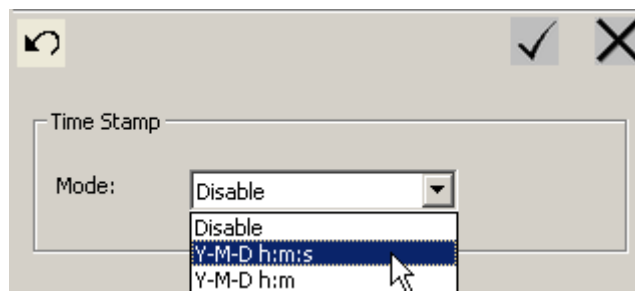 Time Stamp
Mode:
Disable
Disable
Y-M-D h:m:s
Y-M-D h:m